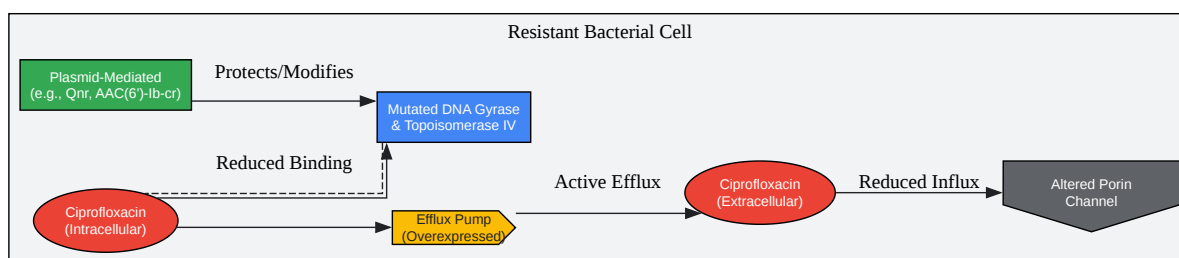 Resistant Bacterial Cell
Plasmid-Mediated
(e.g., Qnr, AAC(6')-Ib-cr)
Protects/Modifies
Mutated DNA Gyrase
& Topoisomerase IV
Reduced Binding
Ciprofloxacin
(Intracellular)
Efflux Pump
(Overexpressed)
Active Efflux
Ciprofloxacin
(Extracellular)
Reduced Influx
Altered Porin
Channel